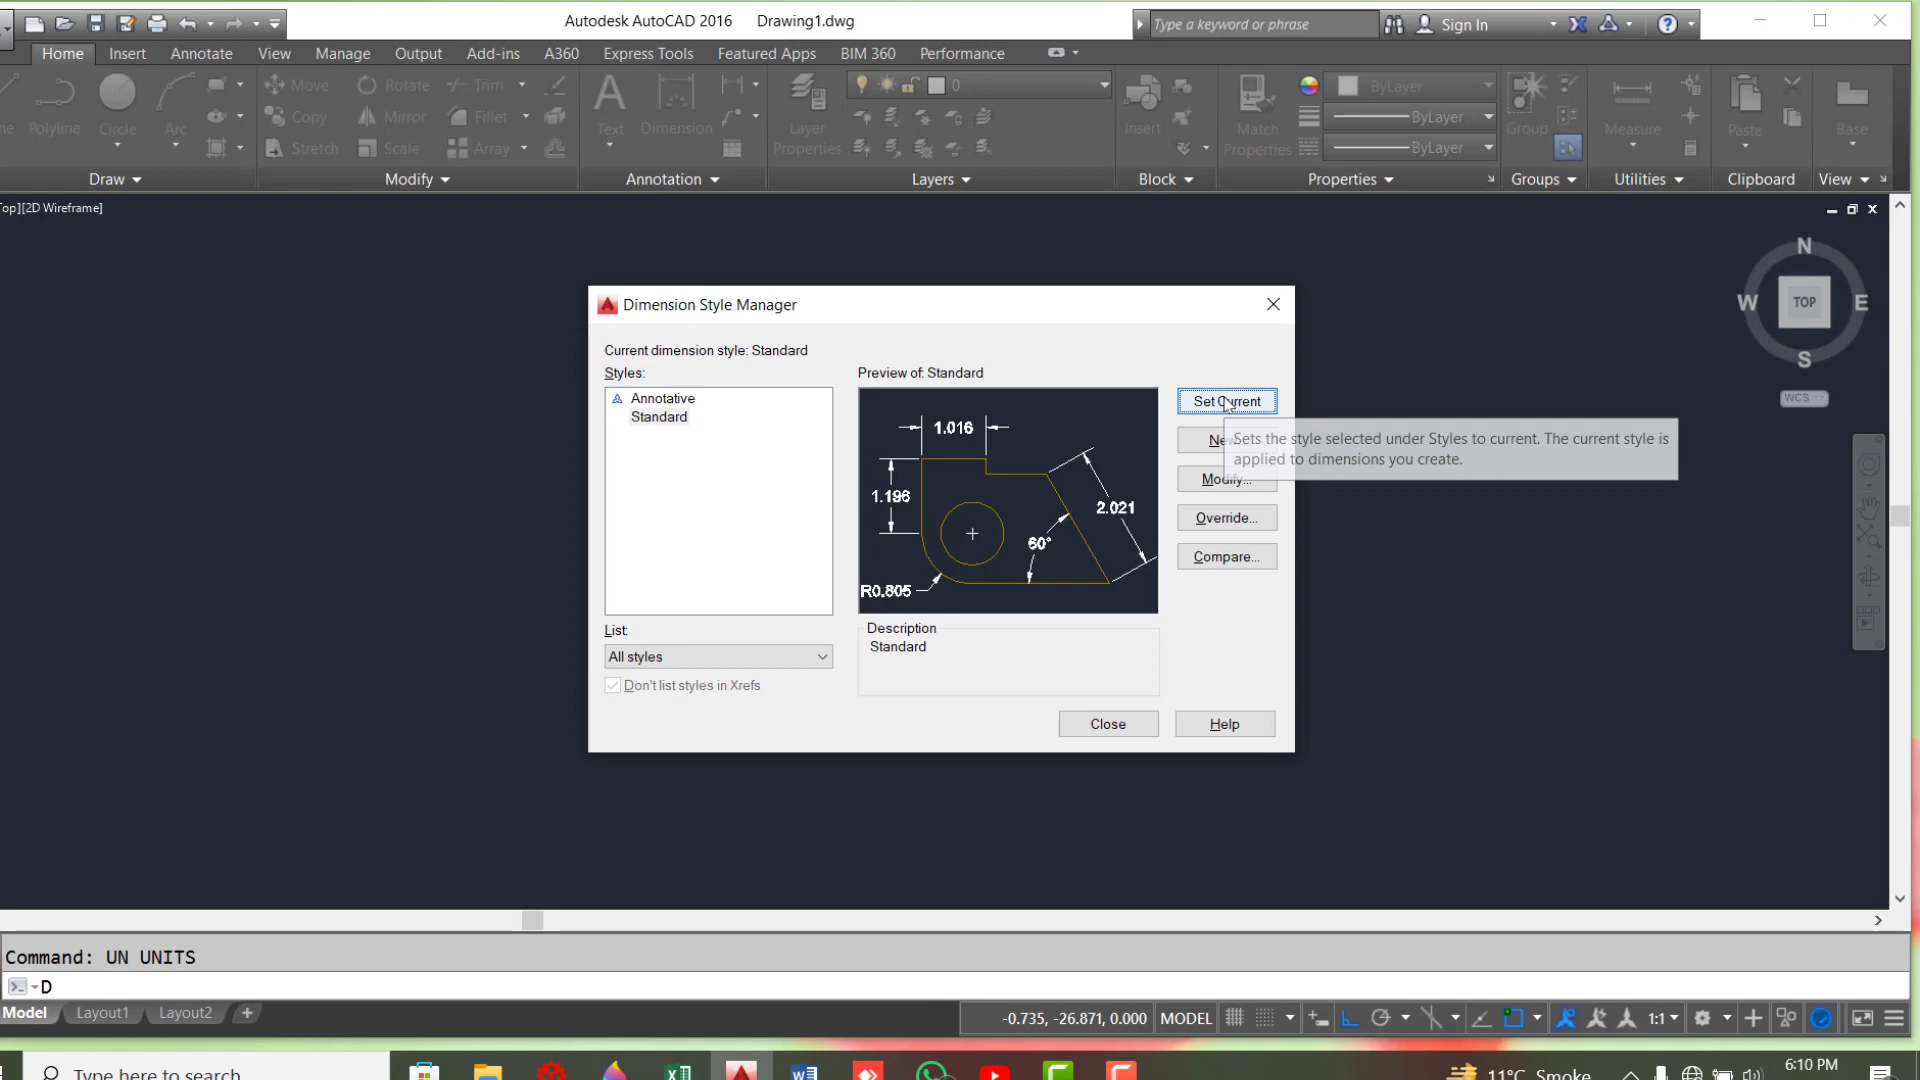 Autodesk AutoCAD 2016 Drawing1.dwg
Type a keyword or phrase
Sign In
Home Insert Annotate View Manage Output Add-ins A360 Express Tools Featured Apps BIM 360 Performance
Polyline
Circle
Arc
Move
Rotate
Trim
Copy
Mirror
Fillet
Stretch
Scale
Array
Text
Dimension
Layer
Properties
0
Insert
Match
Properties
ByLayer
ByLayer
ByLayer
Group
Measure
Paste
Base
Draw Modify Annotation Layers Block Properties Groups Utilities Clipboard View
Top][2D Wireframe]
N
W TOP E
S
WCS
Dimension Style Manager
Current dimension style: Standard
Styles:
Annotative
Standard
Preview of: Standard
1.016
1.196
2.021
60°
R0.805
Set Current
New
Modify...
Override...
Compare...
Sets the style selected under Styles to current. The current style is
applied to dimensions you create.
List:
All styles
Don't list styles in Xrefs
Description
Standard
Close Help
Command: UN UNITS
D
Model Layout1 Layout2
-0.735, -26.871, 0.000 MODEL 1:1
Type here to search
11°C Smoke
6:10 PM